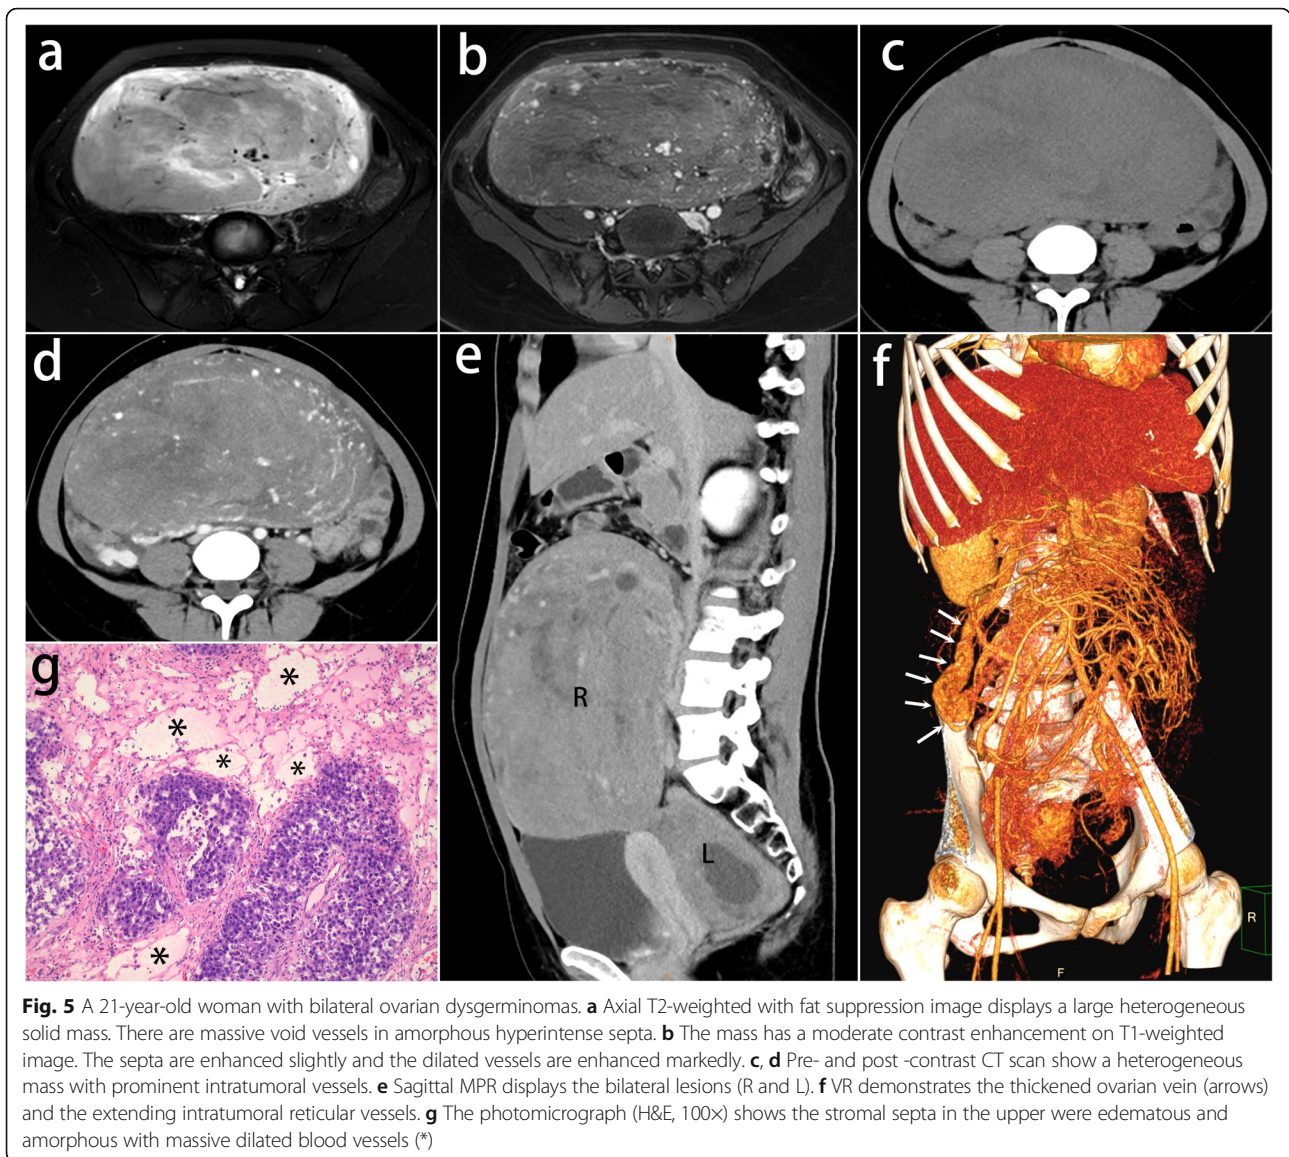 a
b
c
d
e
f
g
R
L
R
F
*
*
*
*
*
Fig. 5 A 21-year-old woman with bilateral ovarian dysgerminomas. a Axial T2-weighted with fat suppression image displays a large heterogeneous
solid mass. There are massive void vessels in amorphous hyperintense septa. b The mass has a moderate contrast enhancement on T1-weighted
image. The septa are enhanced slightly and the dilated vessels are enhanced markedly. c, d Pre- and post -contrast CT scan show a heterogeneous
mass with prominent intratumoral vessels. e Sagittal MPR displays the bilateral lesions (R and L). f VR demonstrates the thickened ovarian vein (arrows)
and the extending intratumoral reticular vessels. g The photomicrograph (H&E, 100×) shows the stromal septa in the upper were edematous and
amorphous with massive dilated blood vessels (*)